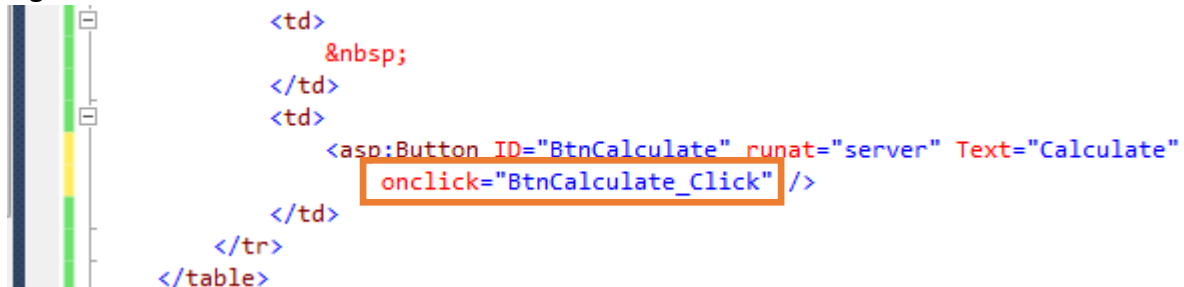 <td>
&nbsp;
</td>
<td>
<asp:Button ID="BtnCalculate" runat="server" Text="Calculate"
onclick="BtnCalculate_Click" />
</td>
</tr>
</table>